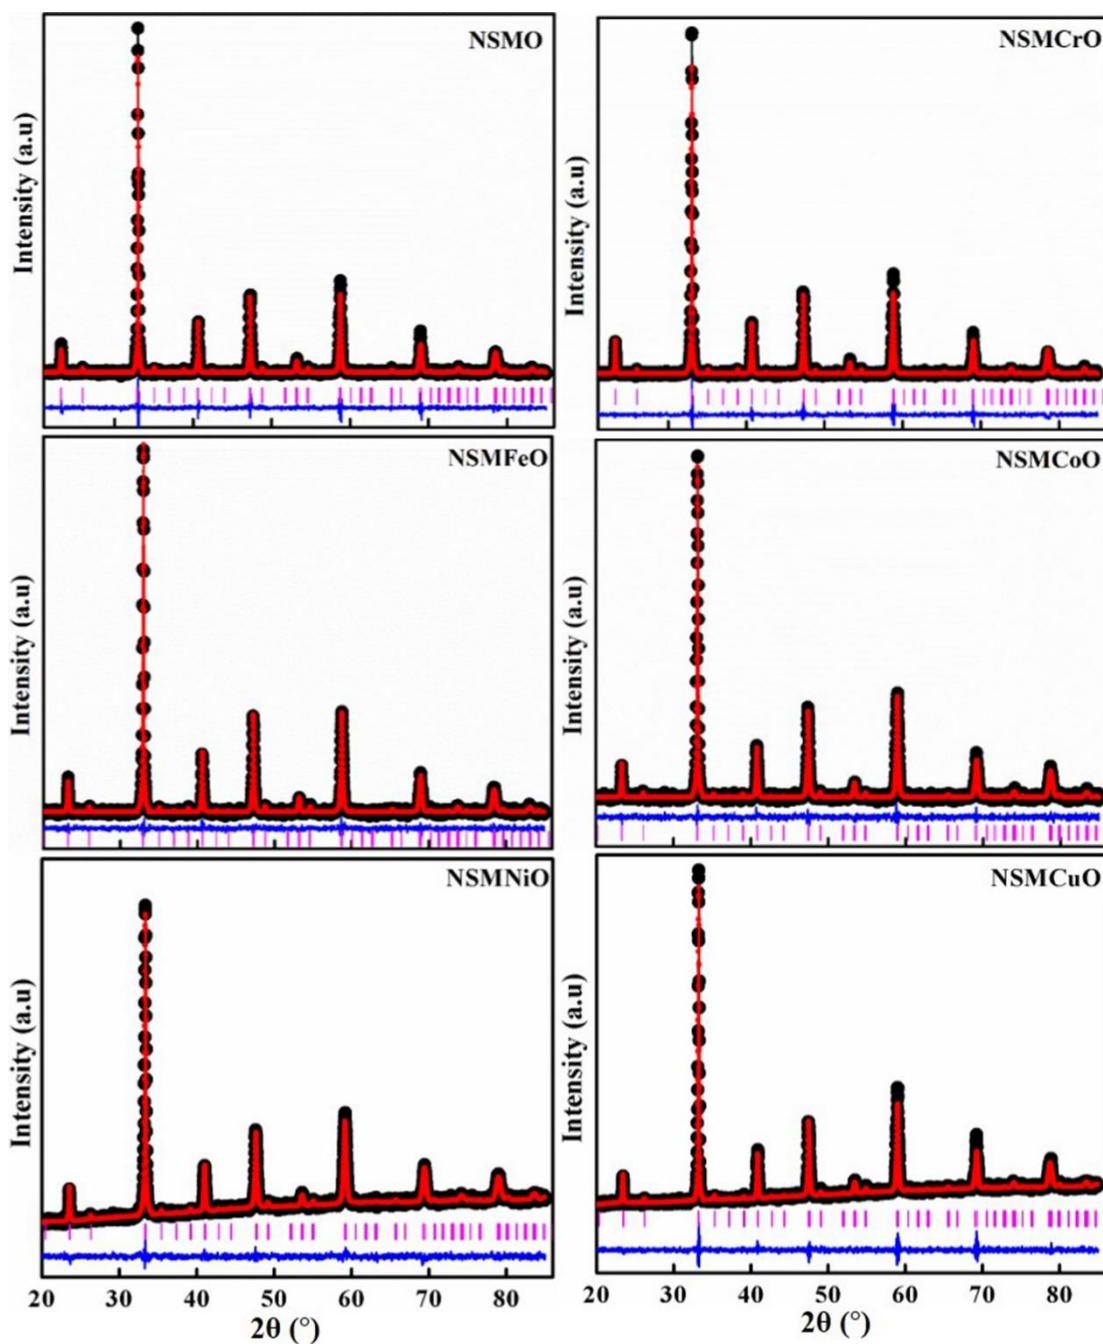 NSMO
Intensity (a.u)
NSMCrO
Intensity (a.u)
NSMFeO
Intensity (a.u)
NSMCoO
Intensity (a.u)
NSMNiO
Intensity (a.u)
20 30 40 50 60 70 80
2θ (°)
NSMCuO
Intensity (a.u)
20 30 40 50 60 70 80
2θ (°)